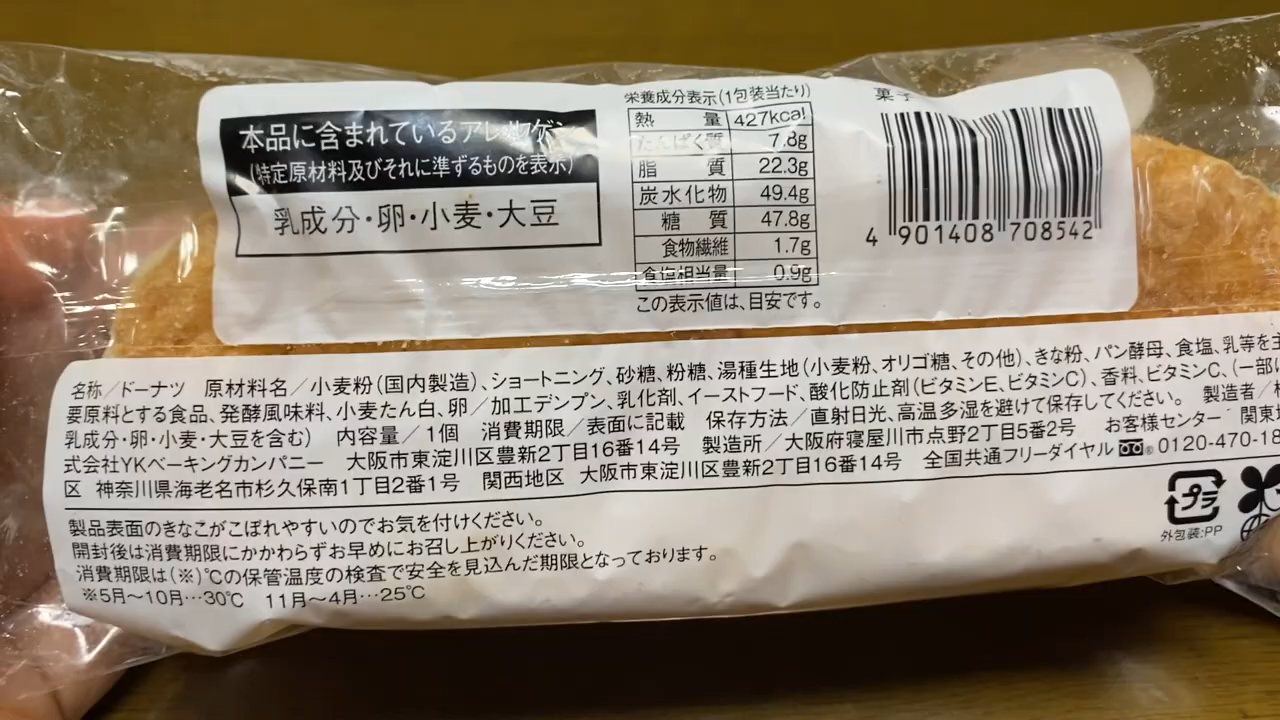 本品に含まれているアレルゲン
(特定原材料及びそれに準ずるものを表示)
乳成分・卵・小麦・大豆
栄養成分表示(1包装当たり)
熱量 427kcal
たんぱく質 7.8g
脂質 22.3g
炭水化物 49.4g
糖質 47.8g
食物繊維 1.7g
食塩相当量 0.9g
この表示値は、目安です。
菓子
4 901408 708542
名称/ドーナツ 原材料名/小麦粉(国内製造)、ショートニング、砂糖、粉糖、湯種生地(小麦粉、オリゴ糖、その他)、きな粉、パン酵母、食塩、乳等を主
要原料とする食品、発酵風味料、小麦たん白、卵/加工デンプン、乳化剤、イーストフード、酸化防止剤(ビタミンE、ビタミンC)、香料、ビタミンC、(一部に
乳成分・卵・小麦・大豆を含む) 内容量/1個 消費期限/表面に記載 保存方法/直射日光、高温多湿を避けて保存してください。 製造者/株
式会社YKベーキングカンパニー 大阪市東淀川区豊新2丁目16番14号 製造所/大阪府寝屋川市点野2丁目5番2号 お客様センター 関東地
区 神奈川県海老名市杉久保南1丁目2番1号 関西地区 大阪市東淀川区豊新2丁目16番14号 全国共通フリーダイヤル 0120-470-18
製品表面のきなこがこぼれやすいのでお気を付けください。
開封後は消費期限にかかわらずお早めにお召し上がりください。
消費期限は(※)℃の保管温度の検査で安全を見込んだ期限となっております。
※5月～10月…30℃ 11月～4月…25℃
プラ
外包装:PP